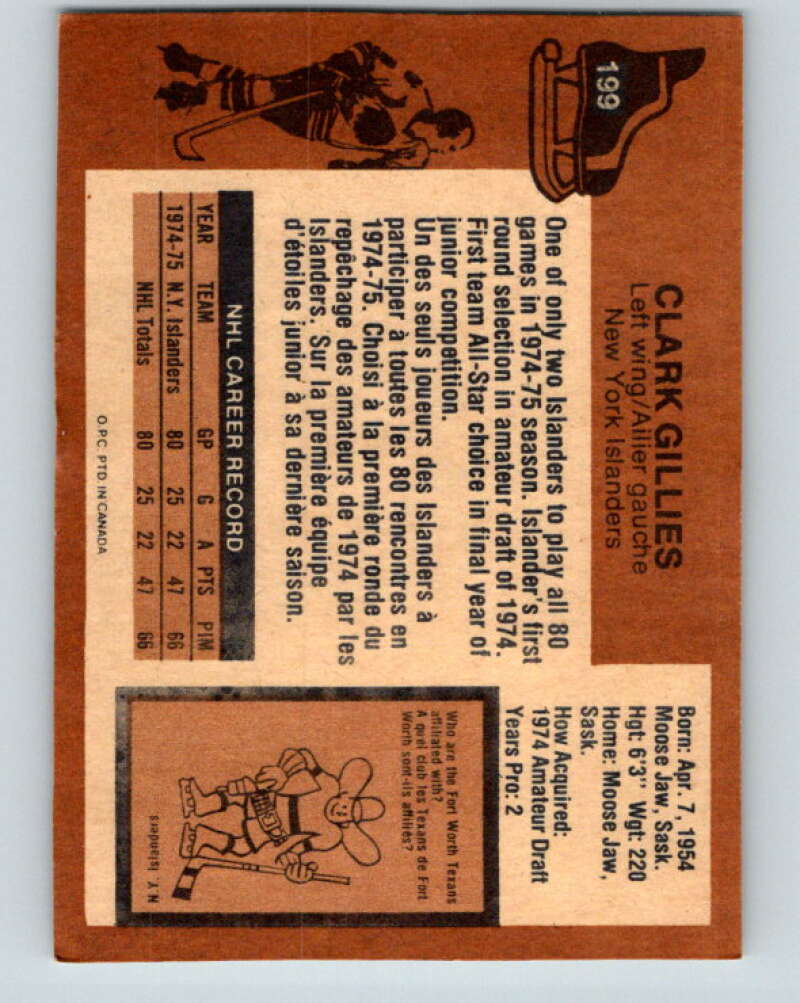 199
CLARK GILLIES
Left wing/Ailier gauche
New York Islanders
One of only two Islanders to play all 80
games in 1974-75 season. Islander's first
round selection in amateur draft of 1974.
First team All-Star choice in final year of
junior competition.
Un des seuls joueurs des Islanders à
participer à toutes les 80 rencontres en
1974-75. Choisi à la première ronde du
repêchage des amateurs de 1974 par les
Islanders. Sur la première équipe
d'étoiles junior à sa dernière saison.
NHL CAREER RECORD
YEAR TEAM GP G A PTS PIM
1974-75 N.Y. Islanders 80 25 22 47 66
NHL Totals 80 25 22 47 66
O.P.C. PTD. IN CANADA
Born: Apr. 7, 1954
Moose Jaw, Sask.
Hgt: 6'3" Wgt: 220
Home: Moose Jaw,
Sask.
How Acquired:
1974 Amateur Draft
Years Pro: 2
Who are the Fort Worth Texans
affiliated with?
A quel club les Texans de Fort
Worth sont-ils affiliés?
N.Y. Islanders